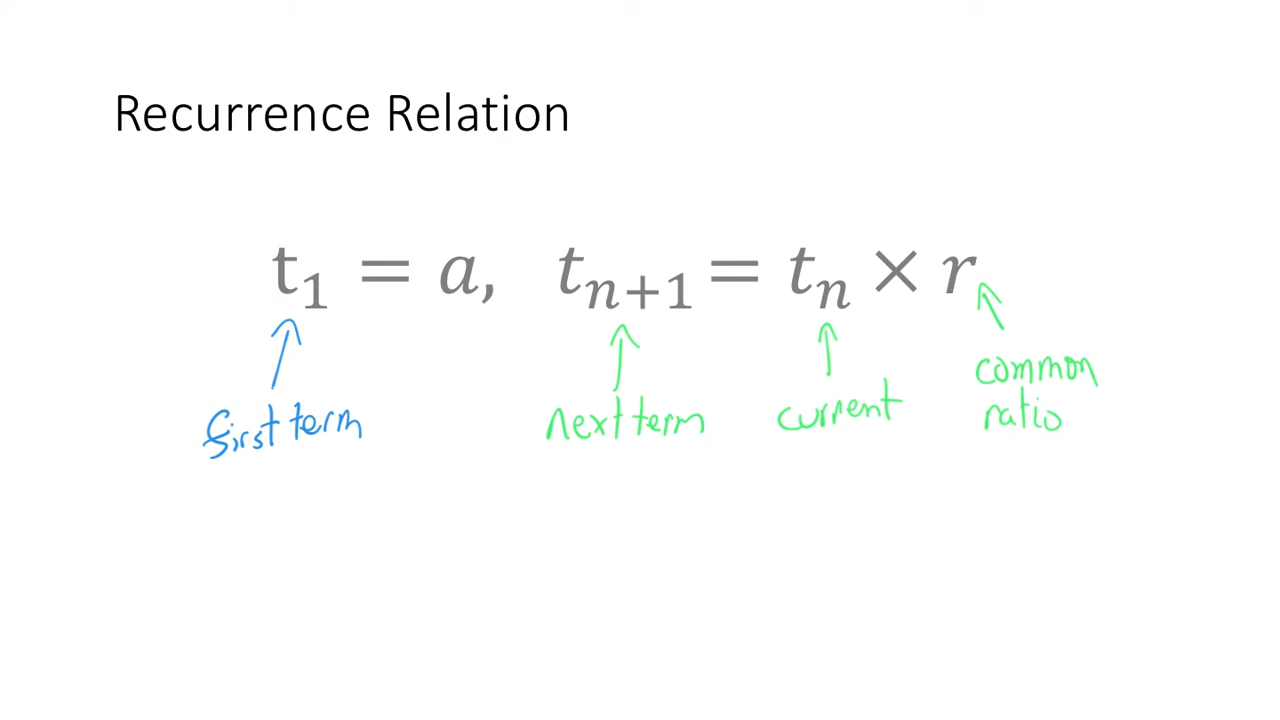 Recurrence Relation
t₁ = a, tₙ₊₁ = tₙ × r
first term
next term
current
common
ratio